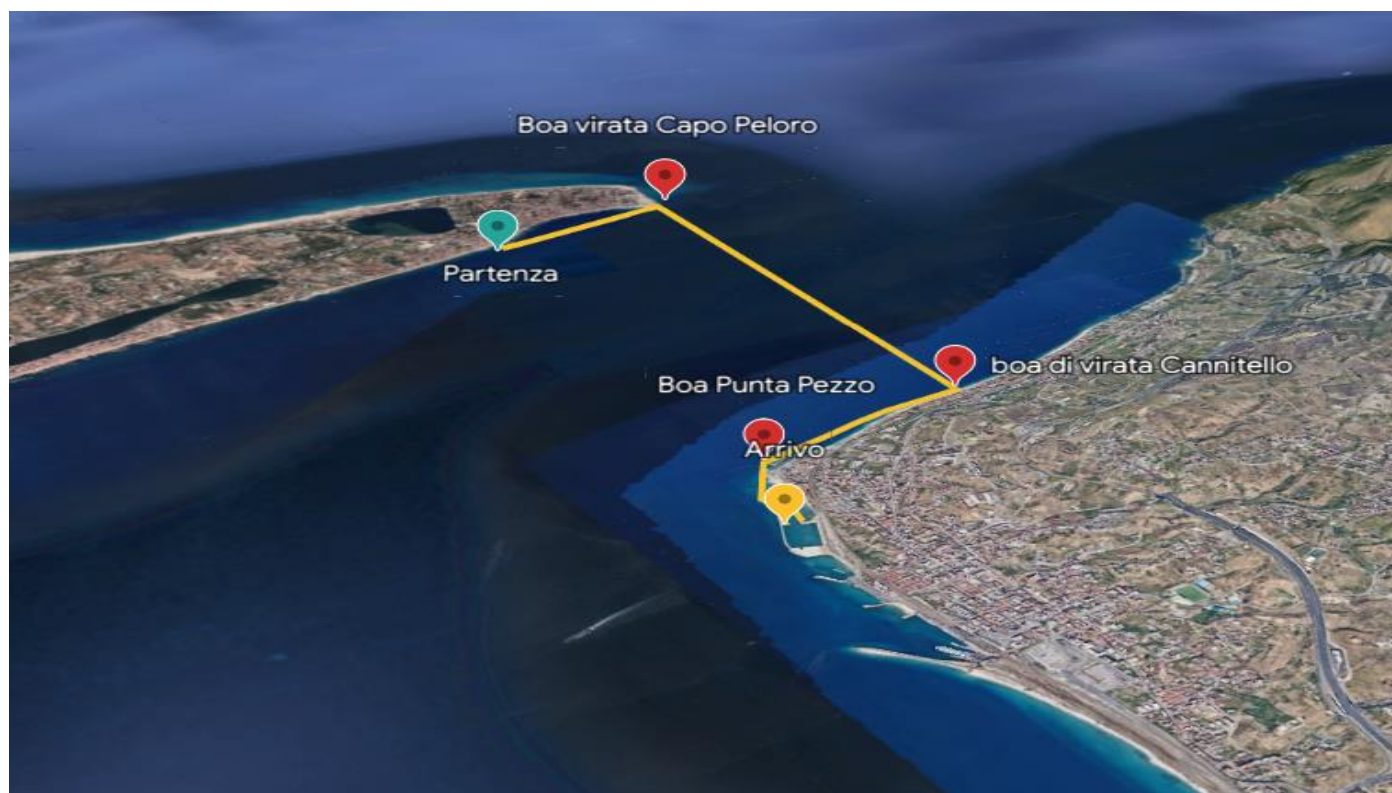 Boa virata Capo Peloro
Partenza
boa di virata Cannitello
Boa Punta Pezzo
Arrivo